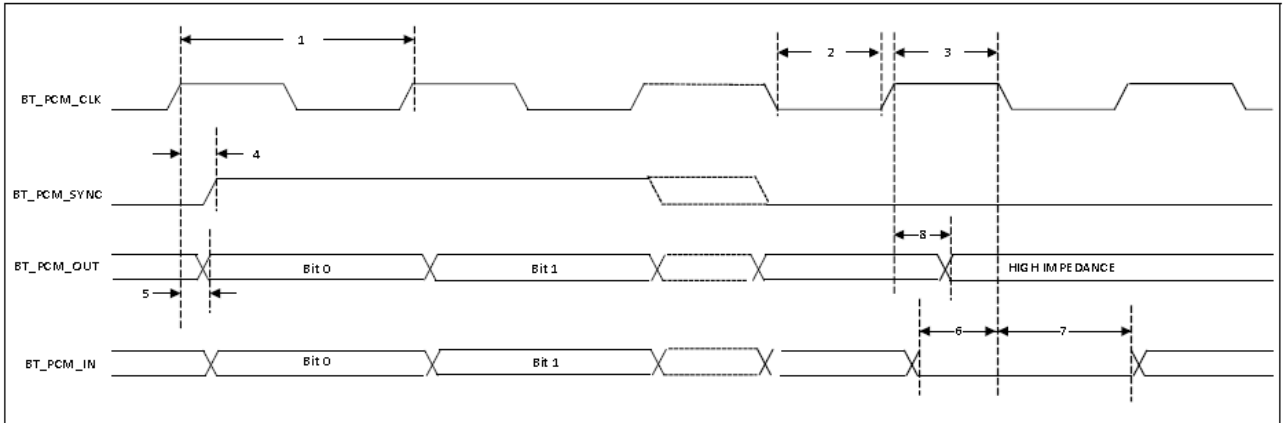 1
2
3
BT_PCM_CLK
4
BT_PCM_SYNC
8
BT_PCM_OUT
Bit 0
Bit 1
HIGH IMPEDANCE
5
6
7
BT_PCM_IN
Bit 0
Bit 1